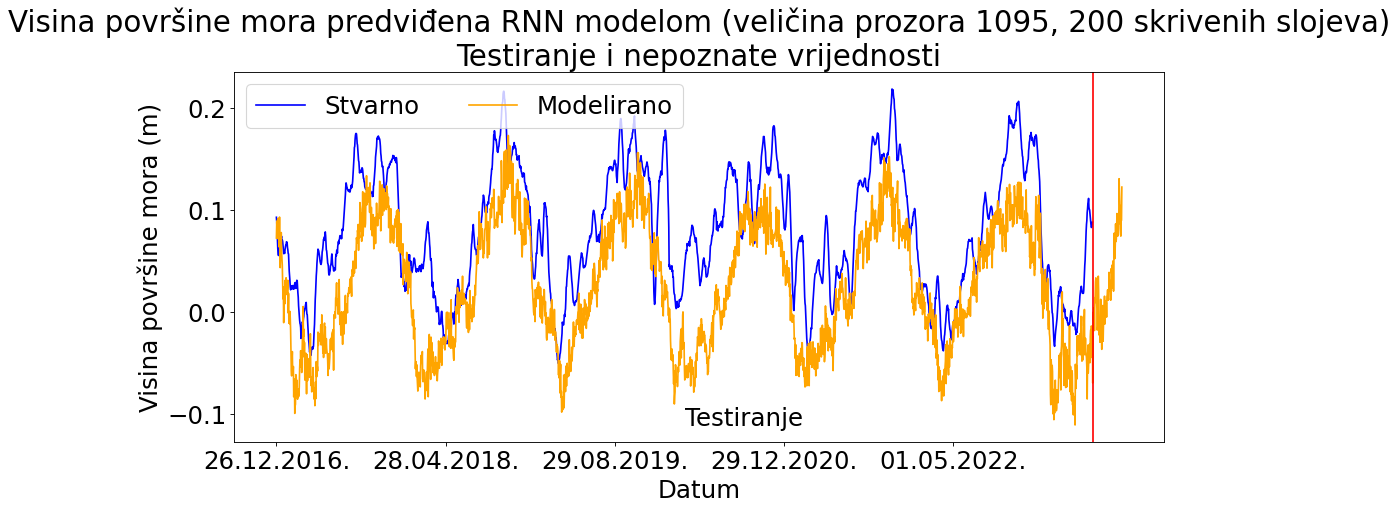 Visina površine mora predviđena RNN modelom (veličina prozora 1095, 200 skrivenih slojeva)
Testiranje i nepoznate vrijednosti
Stvarno Modelirano
Visina površine mora (m)
0.2
0.1
0.0
−0.1
Testiranje
26.12.2016. 28.04.2018. 29.08.2019. 29.12.2020. 01.05.2022.
Datum